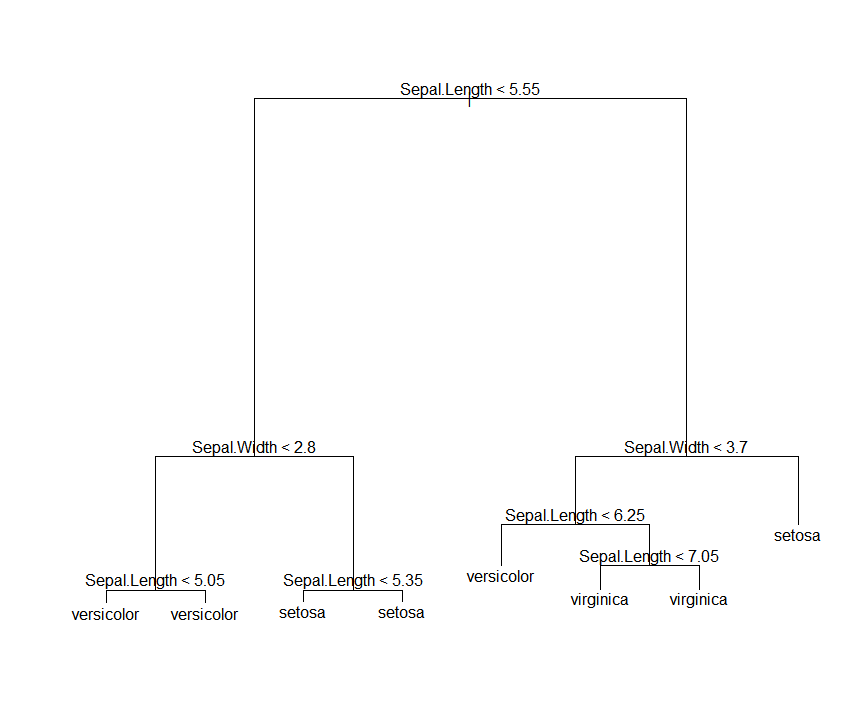 Sepal.Length < 5.55
Sepal.Width < 2.8
Sepal.Width < 3.7
Sepal.Length < 6.25
setosa
Sepal.Length < 7.05
versicolor
Sepal.Length < 5.05
Sepal.Length < 5.35
virginica
virginica
versicolor
versicolor
setosa
setosa